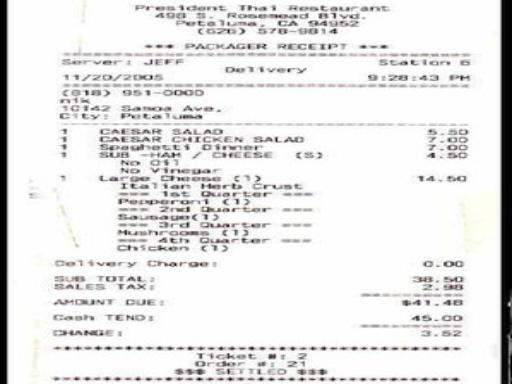 President Thai Restaurant
498 S. Rosemead Blvd.
Petaluma, CA 94952
(626) 578-9814
*** PACKAGER RECEIPT ***
Server: JEFF Station 6
Delivery
11/20/2005 9:28:43 PM
(818) 951-0000
nik
10142 Samoa Ave,
City: Petaluma
1 CAESAR SALAD 5.50
1 CAESAR CHICKEN SALAD 7.00
1 Spaghetti Dinner 7.00
1 SUB -HAM / CHEESE (S) 4.50
No Oil
No Vinegar
1 Large Cheese (1) 14.50
Italian Herb Crust
=== 1st Quarter ===
Pepperoni (1)
=== 2nd Quarter ===
Sausage(1)
=== 3rd Quarter ===
Mushrooms (1)
=== 4th Quarter ===
Chicken (1)
Delivery Charge: 0.00
SUB TOTAL: 38.50
SALES TAX: 2.98
AMOUNT DUE: $41.48
Cash TEND: 45.00
CHANGE: 3.52
Ticket #: 2
Order #: 21
$$$ SETTLED $$$